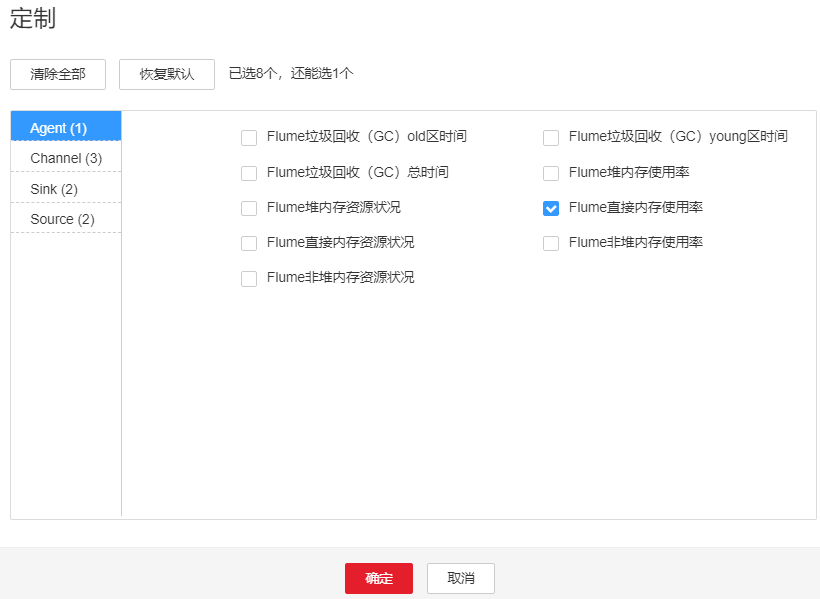 定制
清除全部 恢复默认 已选8个，还能选1个
Agent (1)
Channel (3)
Sink (2)
Source (2)
Flume垃圾回收（GC）old区时间 Flume垃圾回收（GC）young区时间
Flume垃圾回收（GC）总时间 Flume堆内存使用率
Flume堆内存资源状况 Flume直接内存使用率
Flume直接内存资源状况 Flume非堆内存使用率
Flume非堆内存资源状况
确定 取消